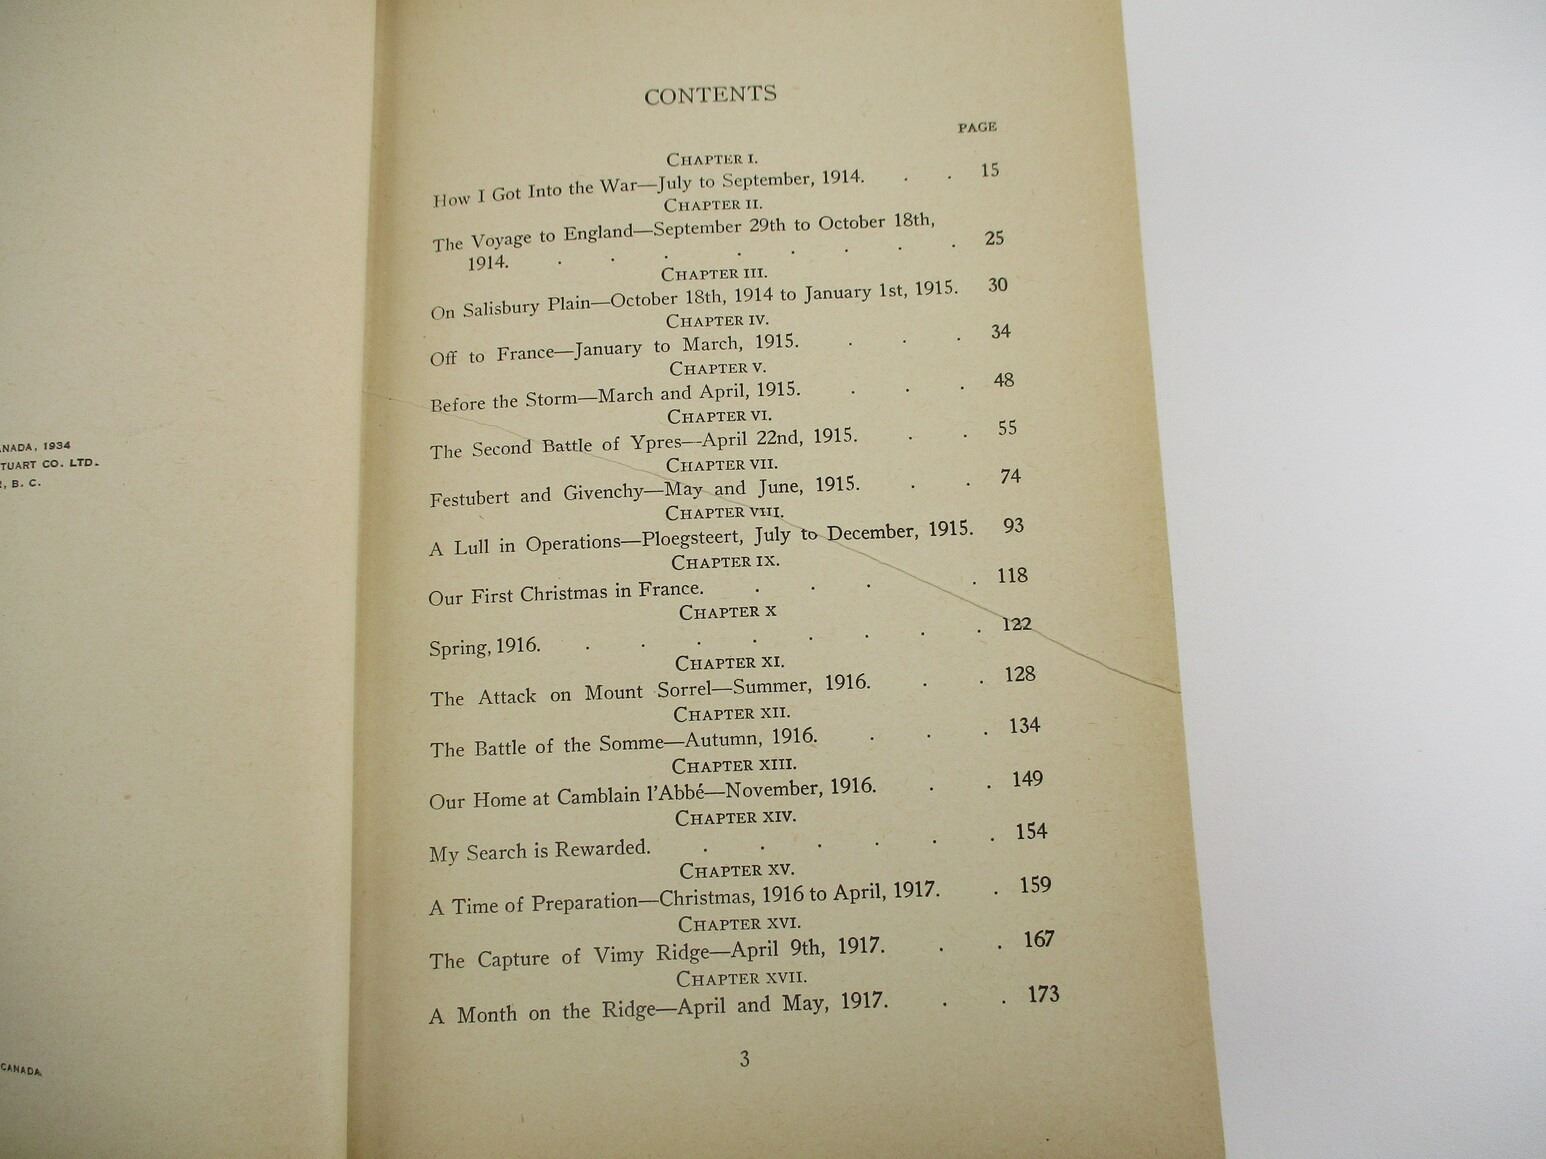 NADA, 1934
TUART CO. LTD.
, B. C.
CANADA.
CONTENTS
PAGE
CHAPTER I.
How I Got Into the War—July to September, 1914. . . 15
CHAPTER II.
The Voyage to England—September 29th to October 18th,
1914. . . . . . . . . 25
CHAPTER III.
On Salisbury Plain—October 18th, 1914 to January 1st, 1915. 30
CHAPTER IV.
Off to France—January to March, 1915. . . . 34
CHAPTER V.
Before the Storm—March and April, 1915. . . . 48
CHAPTER VI.
The Second Battle of Ypres—April 22nd, 1915. . . 55
CHAPTER VII.
Festubert and Givenchy—May and June, 1915. . . 74
CHAPTER VIII.
A Lull in Operations—Ploegsteert, July to December, 1915. 93
CHAPTER IX.
Our First Christmas in France. . . . . 118
CHAPTER X
Spring, 1916. . . . . . . . . 122
CHAPTER XI.
The Attack on Mount Sorrel—Summer, 1916. . . 128
CHAPTER XII.
The Battle of the Somme—Autumn, 1916. . . . 134
CHAPTER XIII.
Our Home at Camblain l'Abbé—November, 1916. . . 149
CHAPTER XIV.
My Search is Rewarded. . . . . . . 154
CHAPTER XV.
A Time of Preparation—Christmas, 1916 to April, 1917. . 159
CHAPTER XVI.
The Capture of Vimy Ridge—April 9th, 1917. . . 167
CHAPTER XVII.
A Month on the Ridge—April and May, 1917. . . 173
3